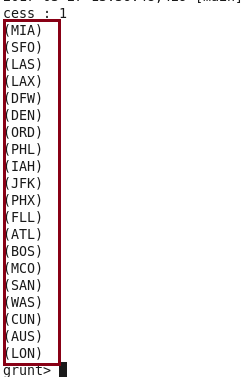 cess : 1
(MIA)
(SFO)
(LAS)
(LAX)
(DFW)
(DEN)
(ORD)
(PHL)
(IAH)
(JFK)
(PHX)
(FLL)
(ATL)
(BOS)
(MCO)
(SAN)
(WAS)
(CUN)
(AUS)
(LON)
grunt>